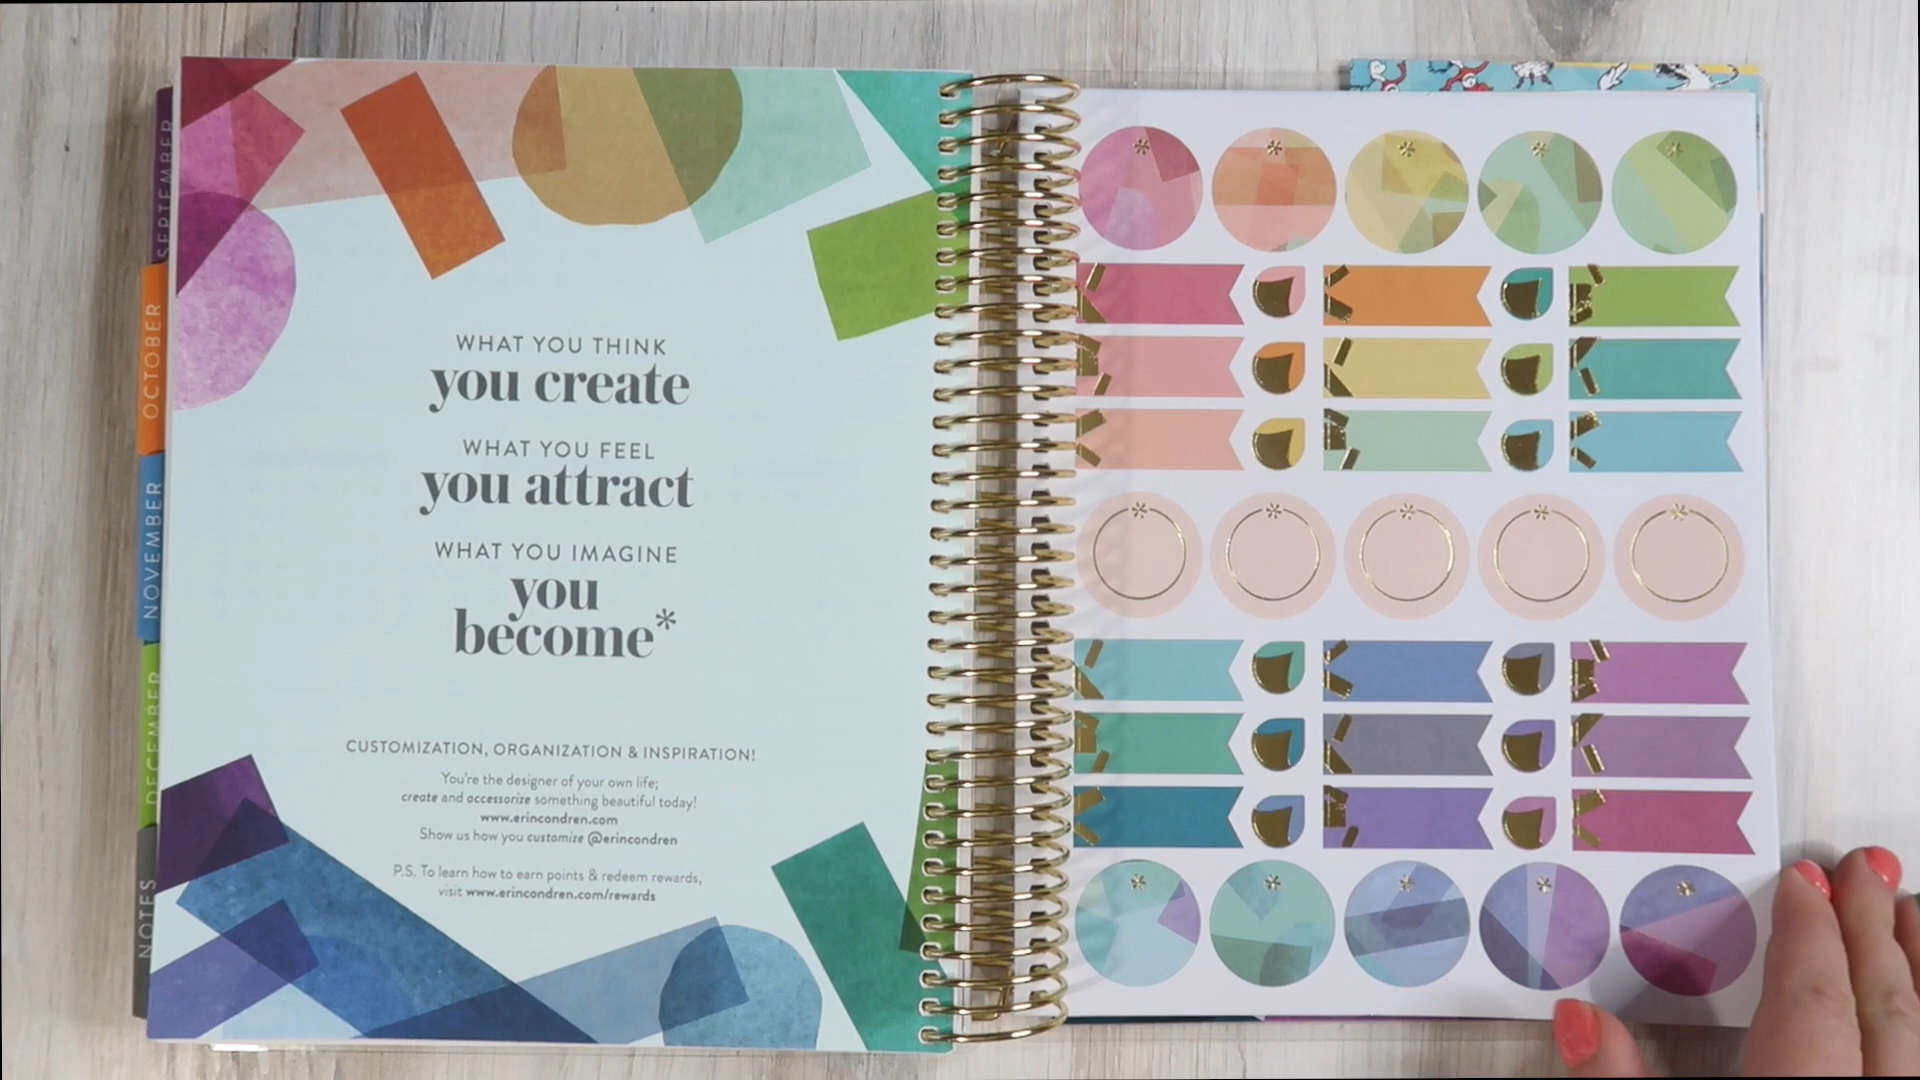 SEPTEMBER
OCTOBER
NOVEMBER
DECEMBER
NOTES
WHAT YOU THINK
you create
WHAT YOU FEEL
you attract
WHAT YOU IMAGINE
you
become*
CUSTOMIZATION, ORGANIZATION & INSPIRATION!
You're the designer of your own life;
create and accessorize something beautiful today!
www.erincondren.com
Show us how you customize @erincondren
P.S. To learn how to earn points & redeem rewards,
visit www.erincondren.com/rewards